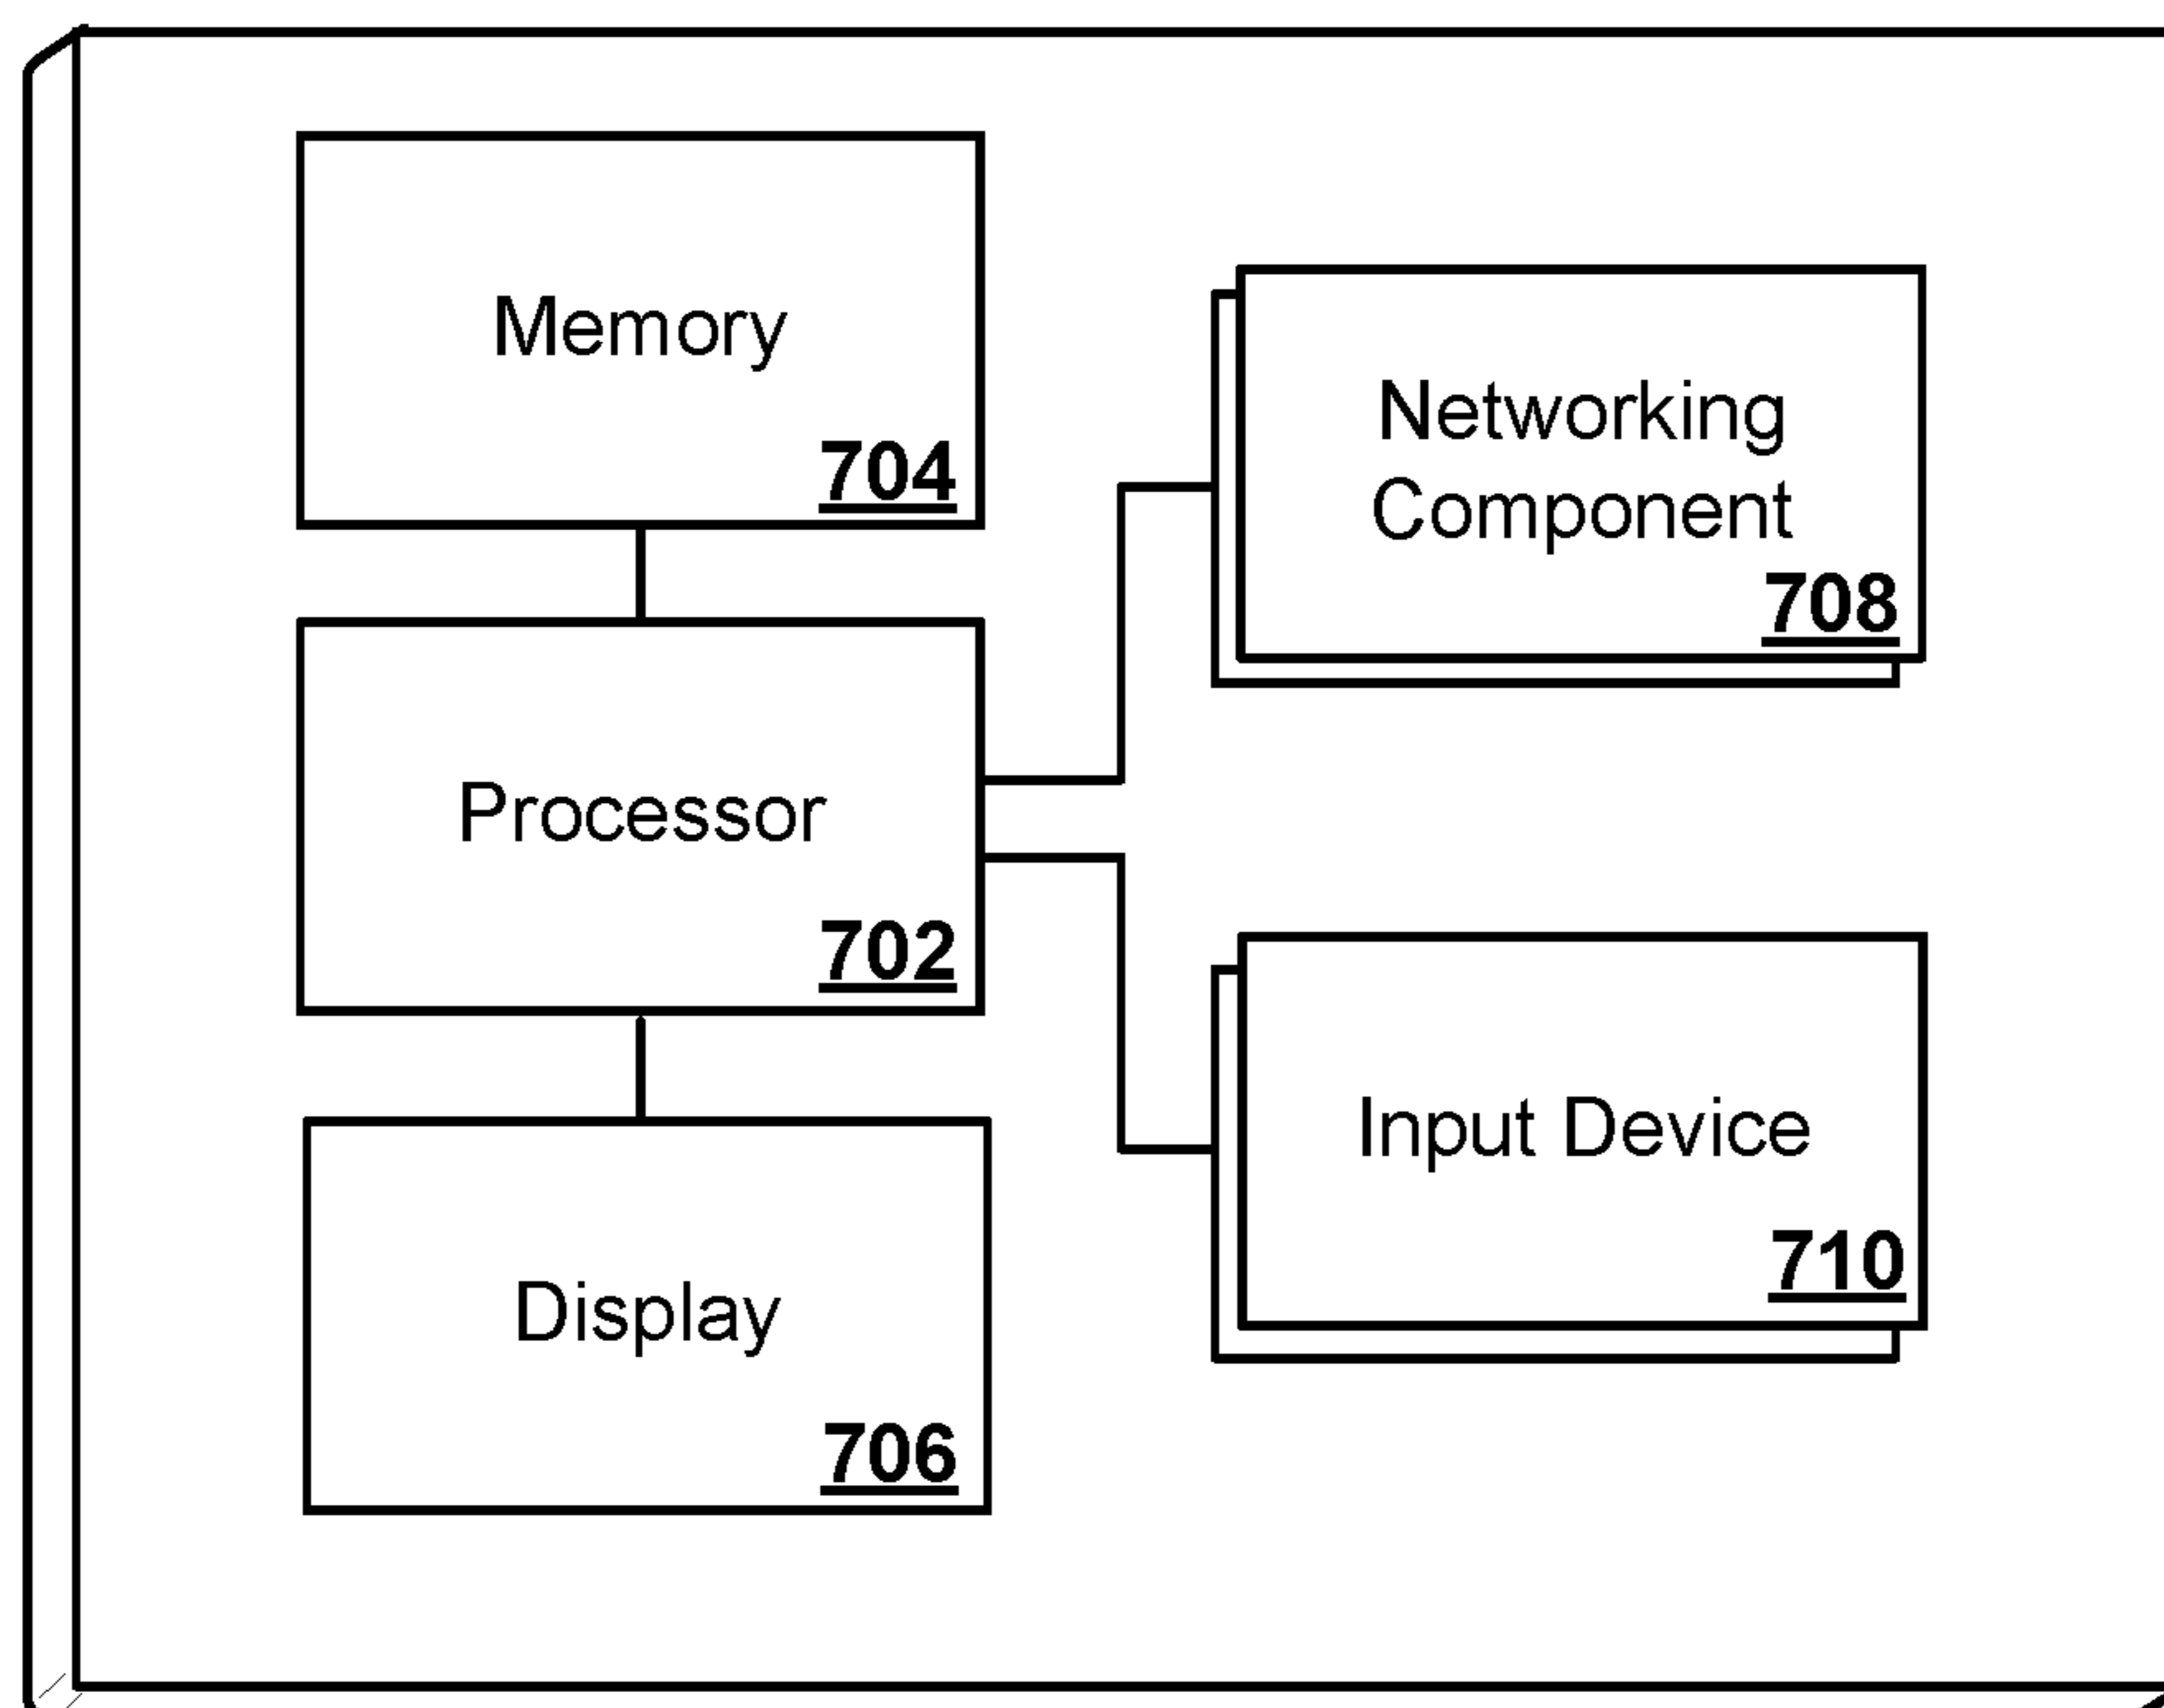 Memory
704
Networking
Component
708
Processor
702
Input Device
710
Display
706